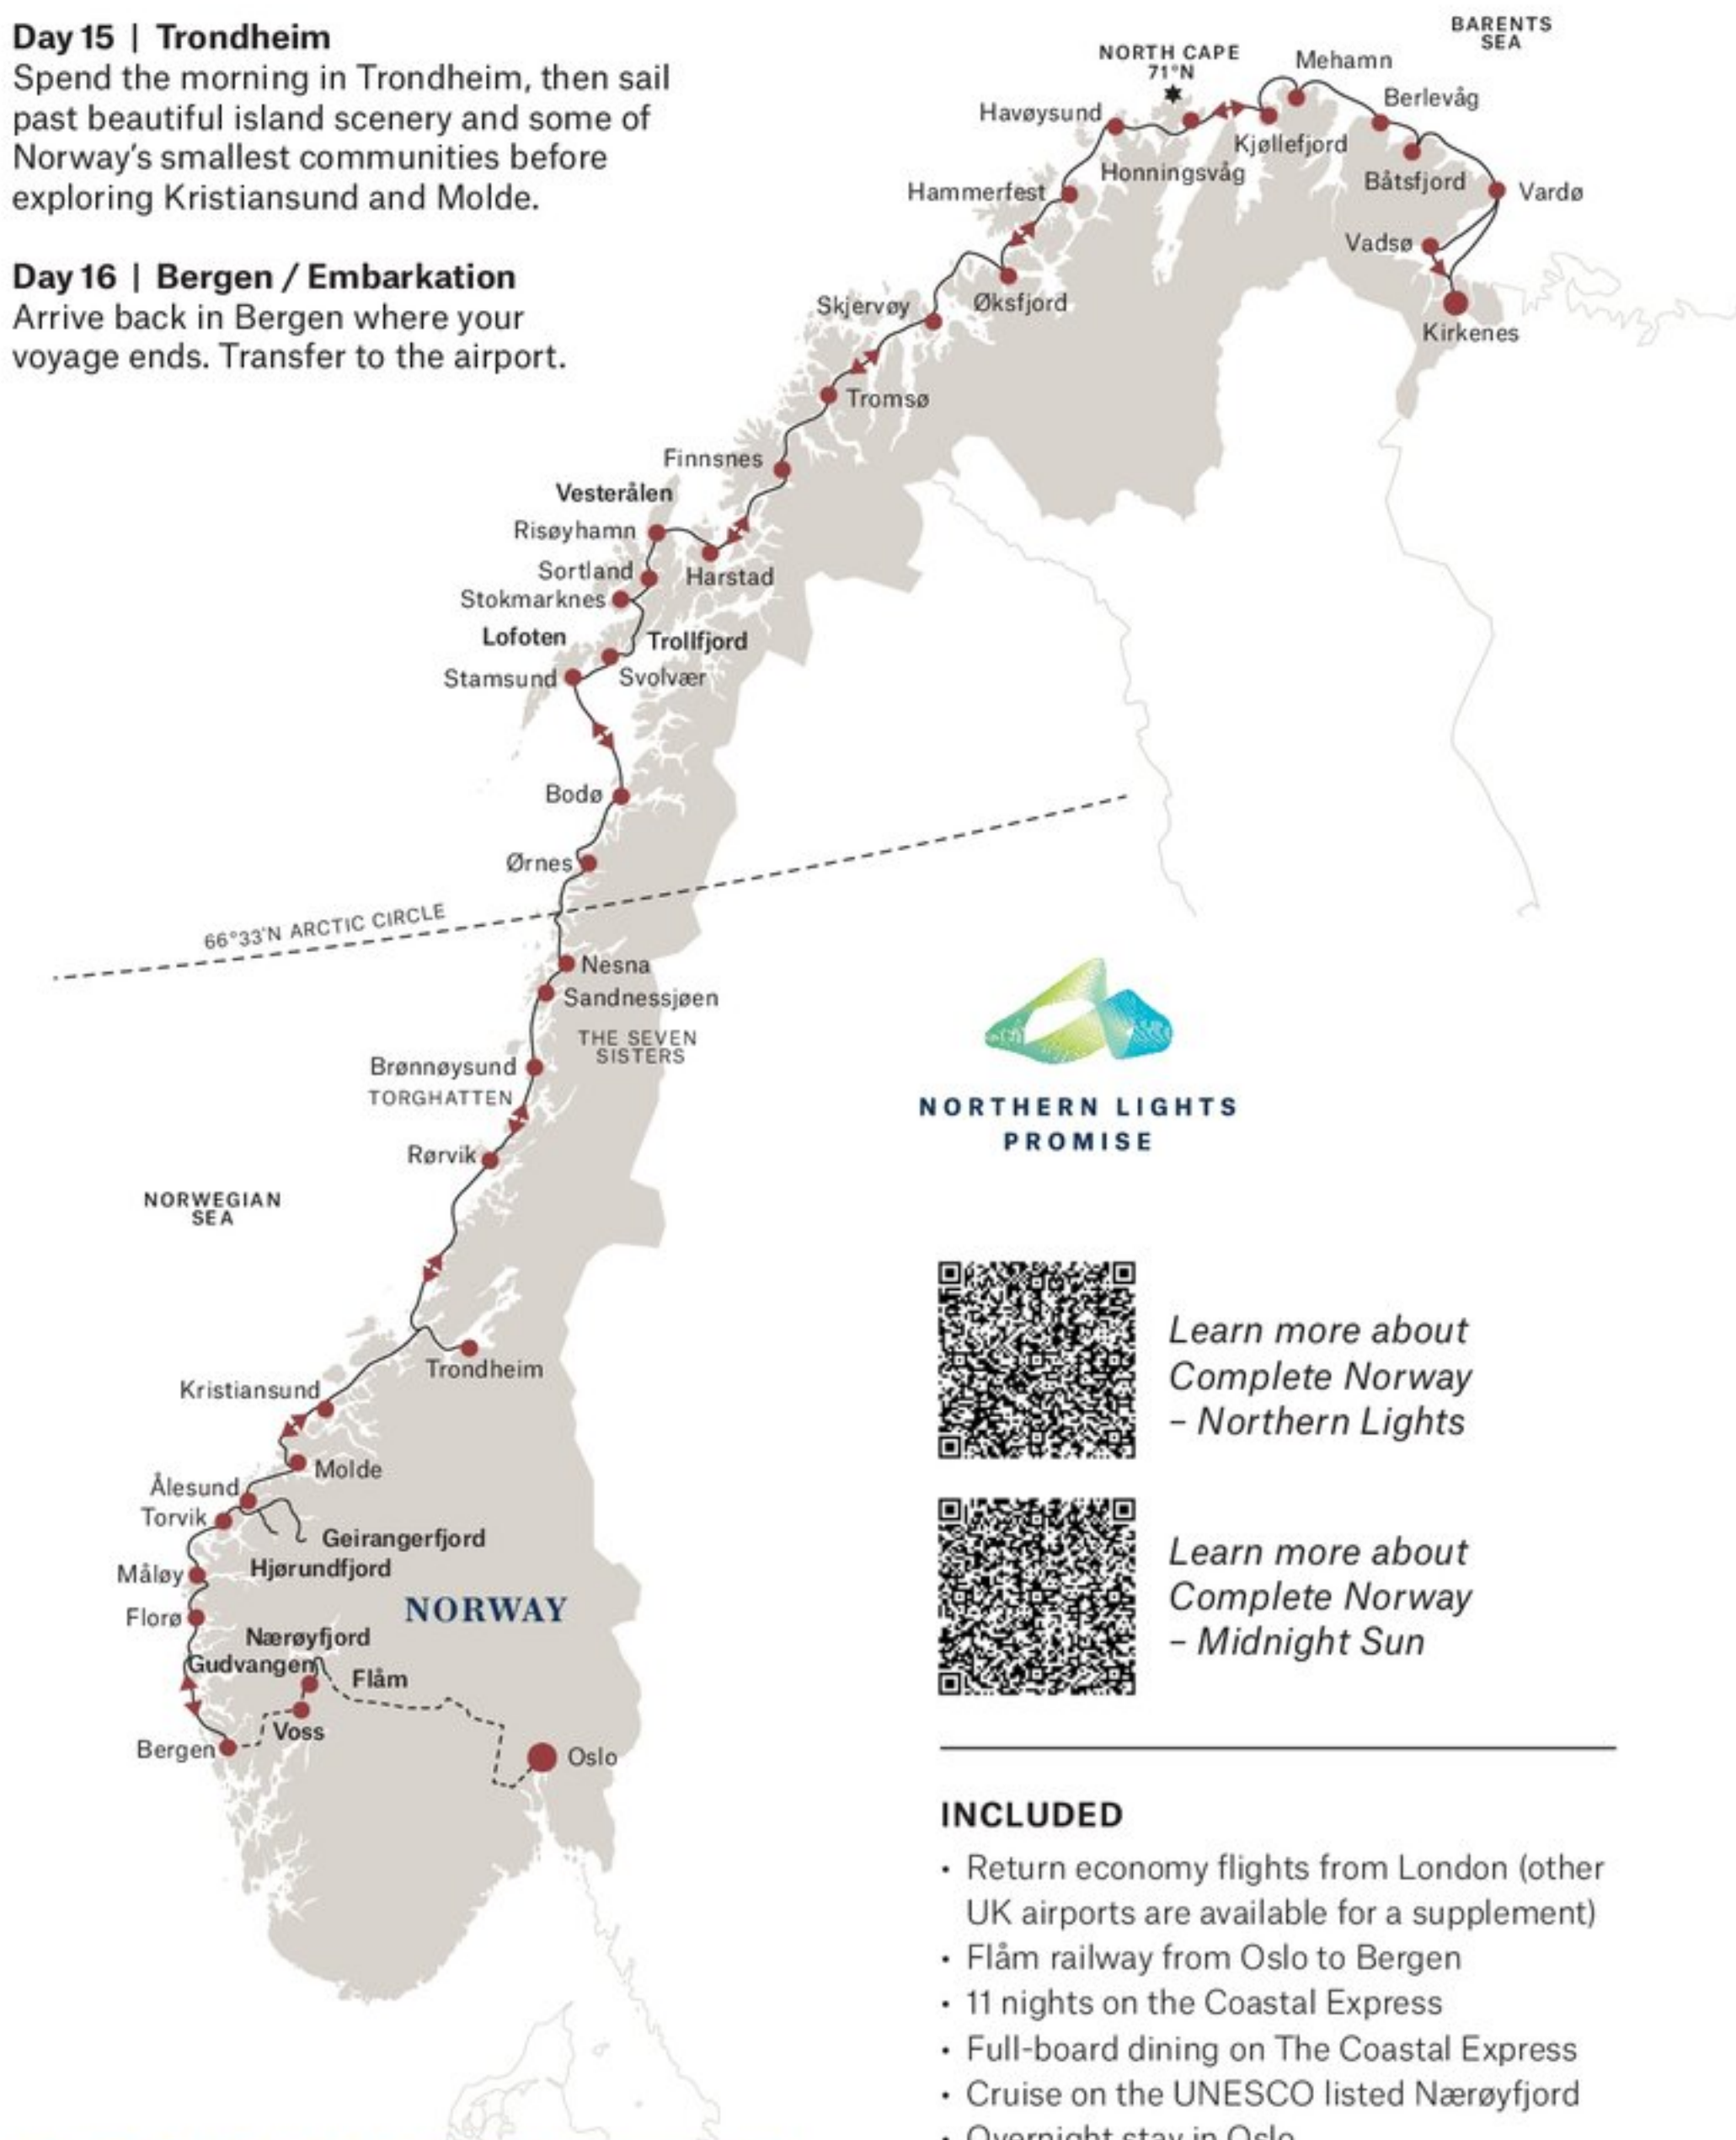 Day 15 | Trondheim
Spend the morning in Trondheim, then sail
past beautiful island scenery and some of
Norway's smallest communities before
exploring Kristiansund and Molde.
Day 16 | Bergen / Embarkation
Arrive back in Bergen where your
voyage ends. Transfer to the airport.
BARENTS
SEA
NORTH CAPE
71°N
Mehamn
Berlevåg
Havøysund
Kjøllefjord
Honningsvåg
Båtsfjord
Vardø
Hammerfest
Vadsø
Øksfjord
Skjervøy
Kirkenes
Tromsø
Finnsnes
Vesterålen
Risøyhamn
Sortland
Harstad
Stokmarknes
Lofoten
Trollfjord
Stamsund
Svolvær
Bodø
Ørnes
66°33'N ARCTIC CIRCLE
Nesna
Sandnessjøen
THE SEVEN
SISTERS
Brønnøysund
TORGHATTEN
Rørvik
NORWEGIAN
SEA
Trondheim
Kristiansund
Molde
Ålesund
Torvik
Geirangerfjord
Hjørundfjord
Måløy
NORWAY
Florø
Nærøyfjord
Gudvangen
Flåm
Voss
Bergen
Oslo
NORTHERN LIGHTS
PROMISE
Learn more about
Complete Norway
– Northern Lights
Learn more about
Complete Norway
– Midnight Sun
INCLUDED
• Return economy flights from London (other
UK airports are available for a supplement)
• Flåm railway from Oslo to Bergen
• 11 nights on the Coastal Express
• Full-board dining on The Coastal Express
• Cruise on the UNESCO listed Nærøyfjord
• Overnight stay in Oslo